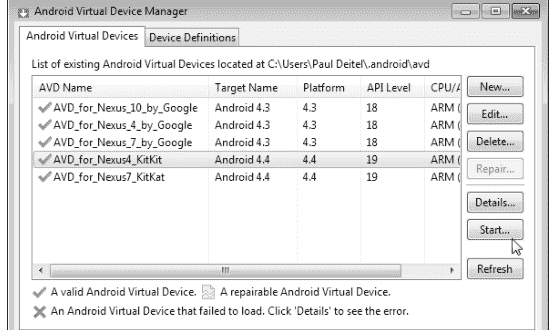 Android Virtual Device Manager
Android Virtual Devices Device Definitions
List of existing Android Virtual Devices located at C:\Users\Paul Deitel\.android\avd
AVD Name Target Name Platform API Level CPU/A New...
AVD_for_Nexus_10_by_Google Android 4.3 4.3 18 ARM (
AVD_for_Nexus_4_by_Google Android 4.3 4.3 18 ARM ( Edit...
AVD_for_Nexus_7_by_Google Android 4.3 4.3 18 ARM ( Delete...
AVD_for_Nexus4_KitKit Android 4.4 4.4 19 ARM ( Repair...
AVD_for_Nexus7_KitKat Android 4.4 4.4 19 ARM (
Details...
Start...
Refresh
A valid Android Virtual Device. A repairable Android Virtual Device.
An Android Virtual Device that failed to load. Click 'Details' to see the error.